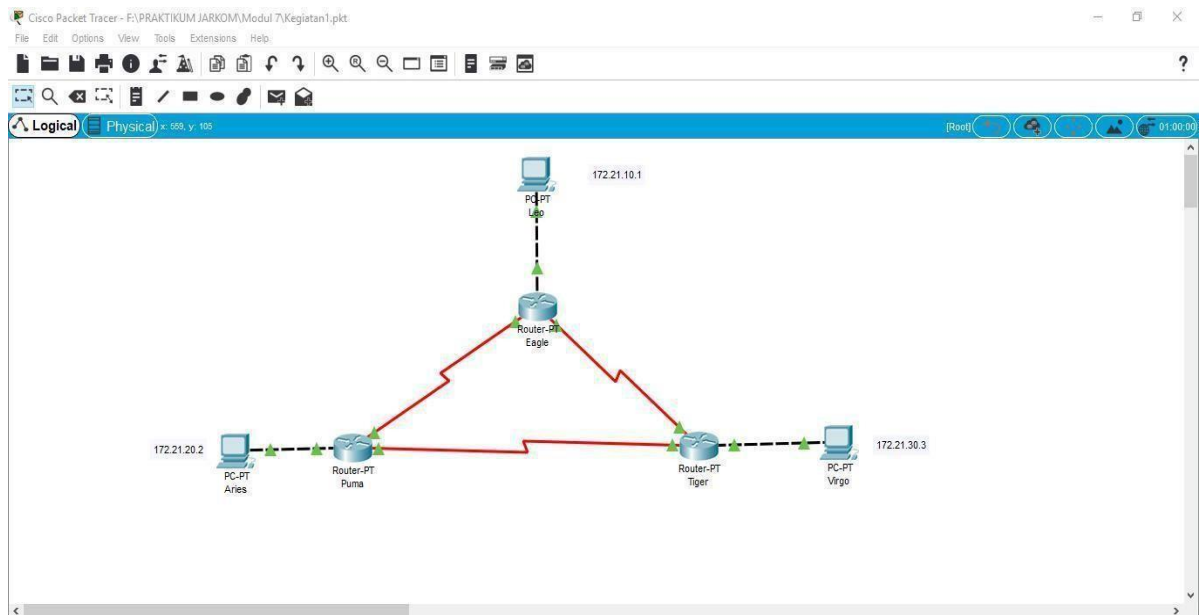 Cisco Packet Tracer - F:\PRAKTIKUM JARKOM\Modul 7\Kegiatan1.pkt
File Edit Options View Tools Extensions Help
?
Logical Physical x: 559, y: 105 [Root] 01:00:00
172.21.10.1
PC-PT
Leo
Router-PT
Eagle
172.21.20.2
PC-PT
Aries
Router-PT
Puma
Router-PT
Tiger
PC-PT
Virgo
172.21.30.3